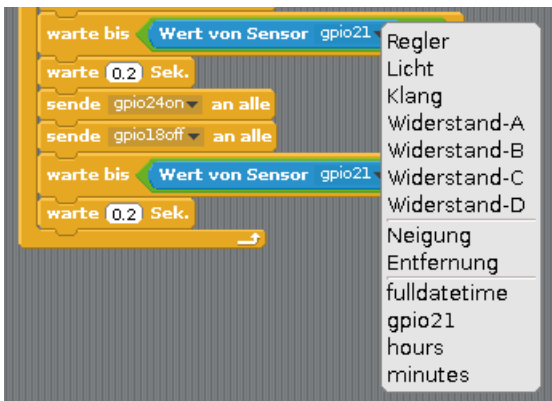 warte bis Wert von Sensor gpio21
warte 0.2 Sek.
sende gpio24on an alle
sende gpio18off an alle
warte bis Wert von Sensor gpio21
warte 0.2 Sek.
Regler
Licht
Klang
Widerstand-A
Widerstand-B
Widerstand-C
Widerstand-D
Neigung
Entfernung
fulldatetime
gpio21
hours
minutes